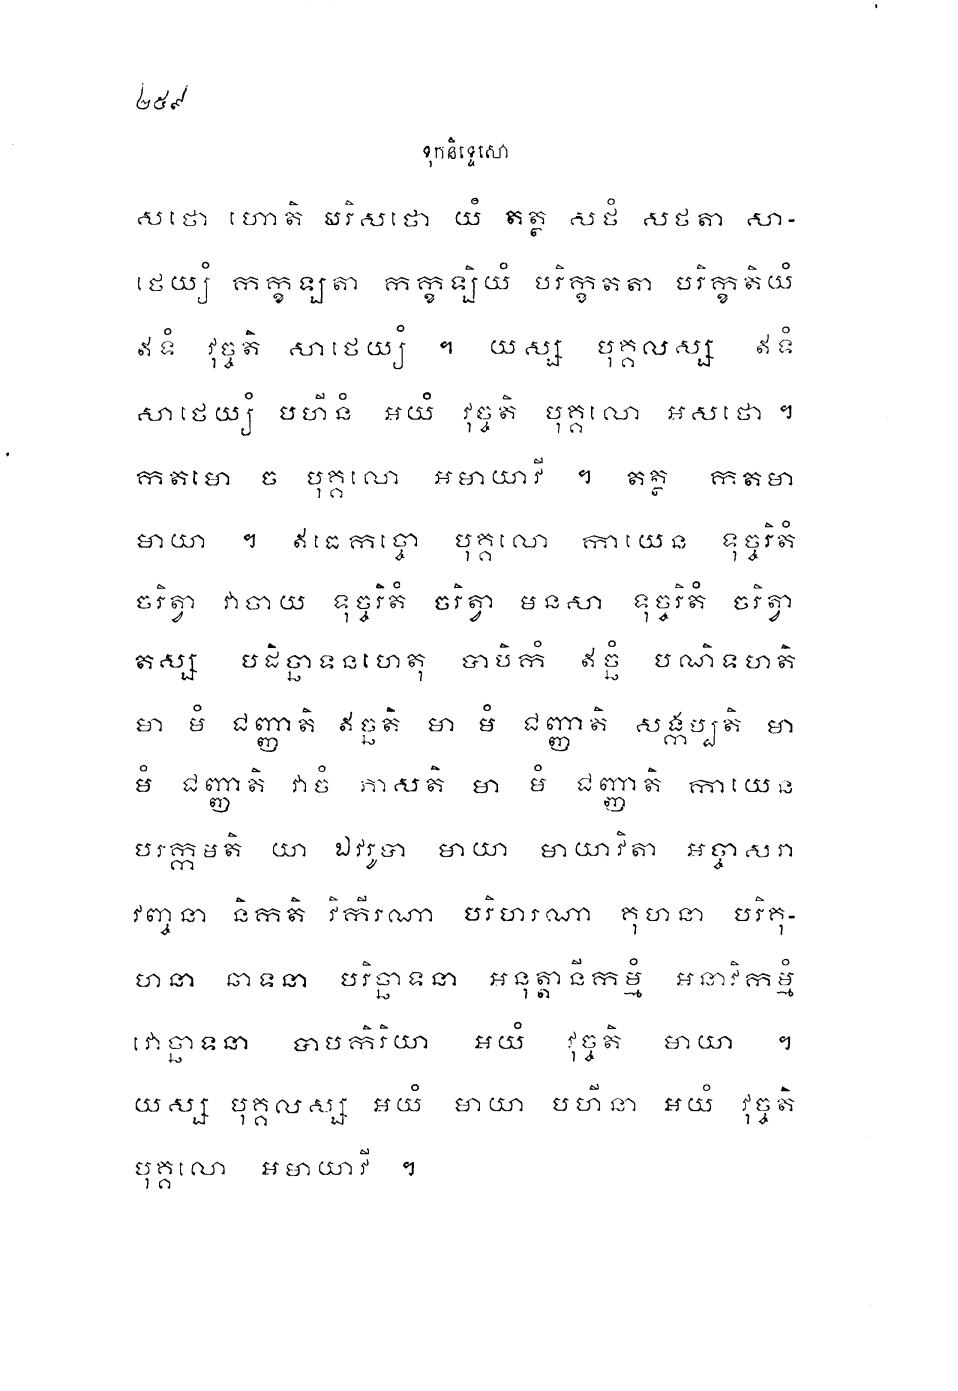 ២៥៩
ទុកនិទ្ទេសោ
សឋោ ហោតិ បរិសឋោ យំ តត្ថ សឋំ សឋតា សា-
ឋេយ្យំ កក្ខឡ្យតា កក្ខឡ្យិយំ បរិក្ខតតា បរិក្ខតិយំ
ឥទំ វុច្ចតិ សាឋេយ្យំ ។ យស្ស បុគ្គលស្ស ឥទំ
សាឋេយ្យំ បហីនំ អយំ វុច្ចតិ បុគ្គលោ អសឋោ ។
កតមោ ច បុគ្គលោ អមាយាវី ។ តត្ថ កតមា
មាយា ។ ឥធេកច្ចោ បុគ្គលោ កាយេន ទុច្ចរិតំ
ចរិត្វា វាចាយ ទុច្ចរិតំ ចរិត្វា មនសា ទុច្ចរិតំ ចរិត្វា
តស្ស បដិច្ឆាទនហេតុ បាបិកំ ឥច្ឆំ បណិទហតិ
មា មំ ជញ្ញាតិ ឥច្ឆតិ មា មំ ជញ្ញាតិ សង្កប្បតិ មា
មំ ជញ្ញាតិ វាចំ ភាសតិ មា មំ ជញ្ញាតិ កាយេន
បរក្កមតិ យា ឯវរូបា មាយា មាយាវិតា អច្ចាសរា
វញ្ចនា និកតិ វិកីរណា បរិហរណា គុហនា បរិគុ-
ហនា ឆាទនា បរិច្ឆាទនា អនុត្តានីកម្មំ អនាវិកម្មំ
វោច្ឆាទនា បាបកិរិយា អយំ វុច្ចតិ មាយា ។
យស្ស បុគ្គលស្ស អយំ មាយា បហីនា អយំ វុច្ចតិ
បុគ្គលោ អមាយាវី ។